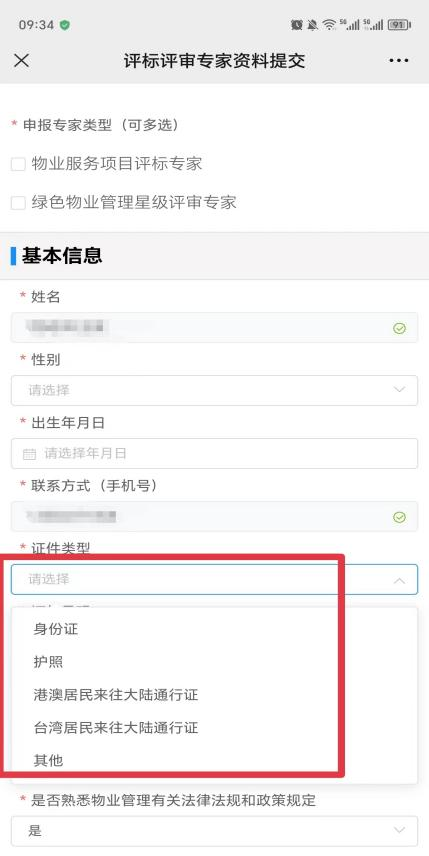 09:34
5G
5G
91
评标评审专家资料提交
* 申报专家类型（可多选）
物业服务项目评标专家
绿色物业管理星级评审专家
基本信息
* 姓名
* 性别
请选择
* 出生年月日
请选择年月日
* 联系方式（手机号）
* 证件类型
请选择
身份证
护照
港澳居民来往大陆通行证
台湾居民来往大陆通行证
其他
* 是否熟悉物业管理有关法律法规和政策规定
是